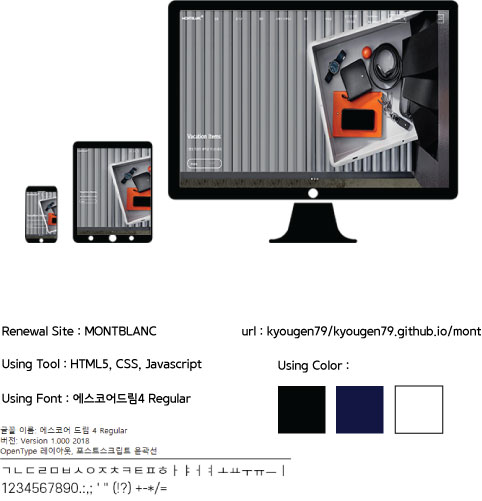 MONTBLANC
Vacation Items
Renewal Site : MONTBLANC
url : kyougen79/kyougen79.github.io/mont
Using Tool : HTML5, CSS, Javascript
Using Color :
Using Font : 에스코어드림4 Regular
글꼴 이름: 에스코어 드림 4 Regular
버전: Version 1.000 2018
OpenType 레이아웃, 포스트스크립트 윤곽선
ㄱㄴㄷㄹㅁㅂㅅㅇㅈㅊㅋㅌㅍㅎㅏㅑㅓㅕㅗㅛㅜㅠㅡㅣ
1234567890.:,; ' " (!?) +-*/=